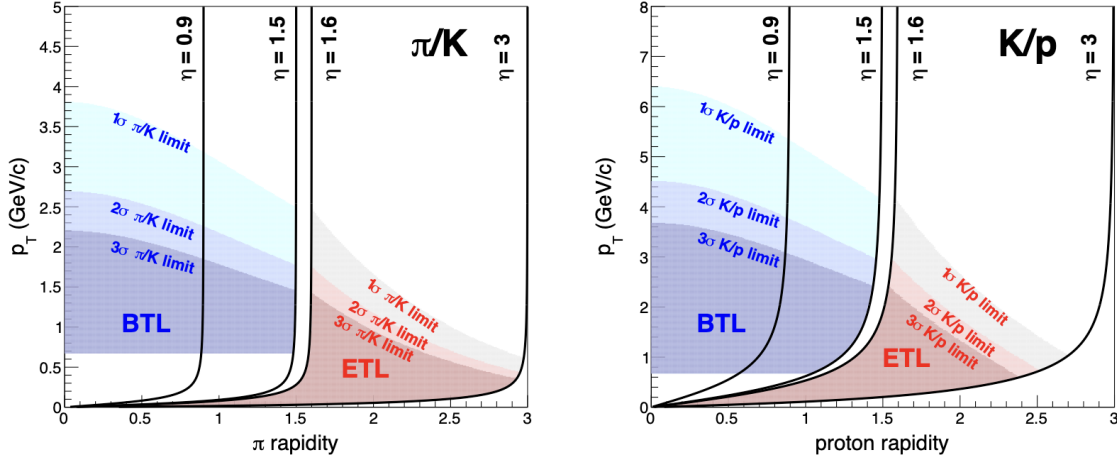 π/K
η = 0.9
η = 1.5
η = 1.6
η = 3
1σ π/K limit
2σ π/K limit
3σ π/K limit
BTL
1σ π/K limit
2σ π/K limit
3σ π/K limit
ETL
p_T (GeV/c)
5
4.5
4
3.5
3
2.5
2
1.5
1
0.5
0
0 0.5 1 1.5 2 2.5 3
π rapidity
K/p
η = 0.9
η = 1.5
η = 1.6
η = 3
1σ K/p limit
2σ K/p limit
3σ K/p limit
BTL
1σ K/p limit
2σ K/p limit
3σ K/p limit
ETL
p_T (GeV/c)
8
7
6
5
4
3
2
1
0
0 0.5 1 1.5 2 2.5 3
proton rapidity